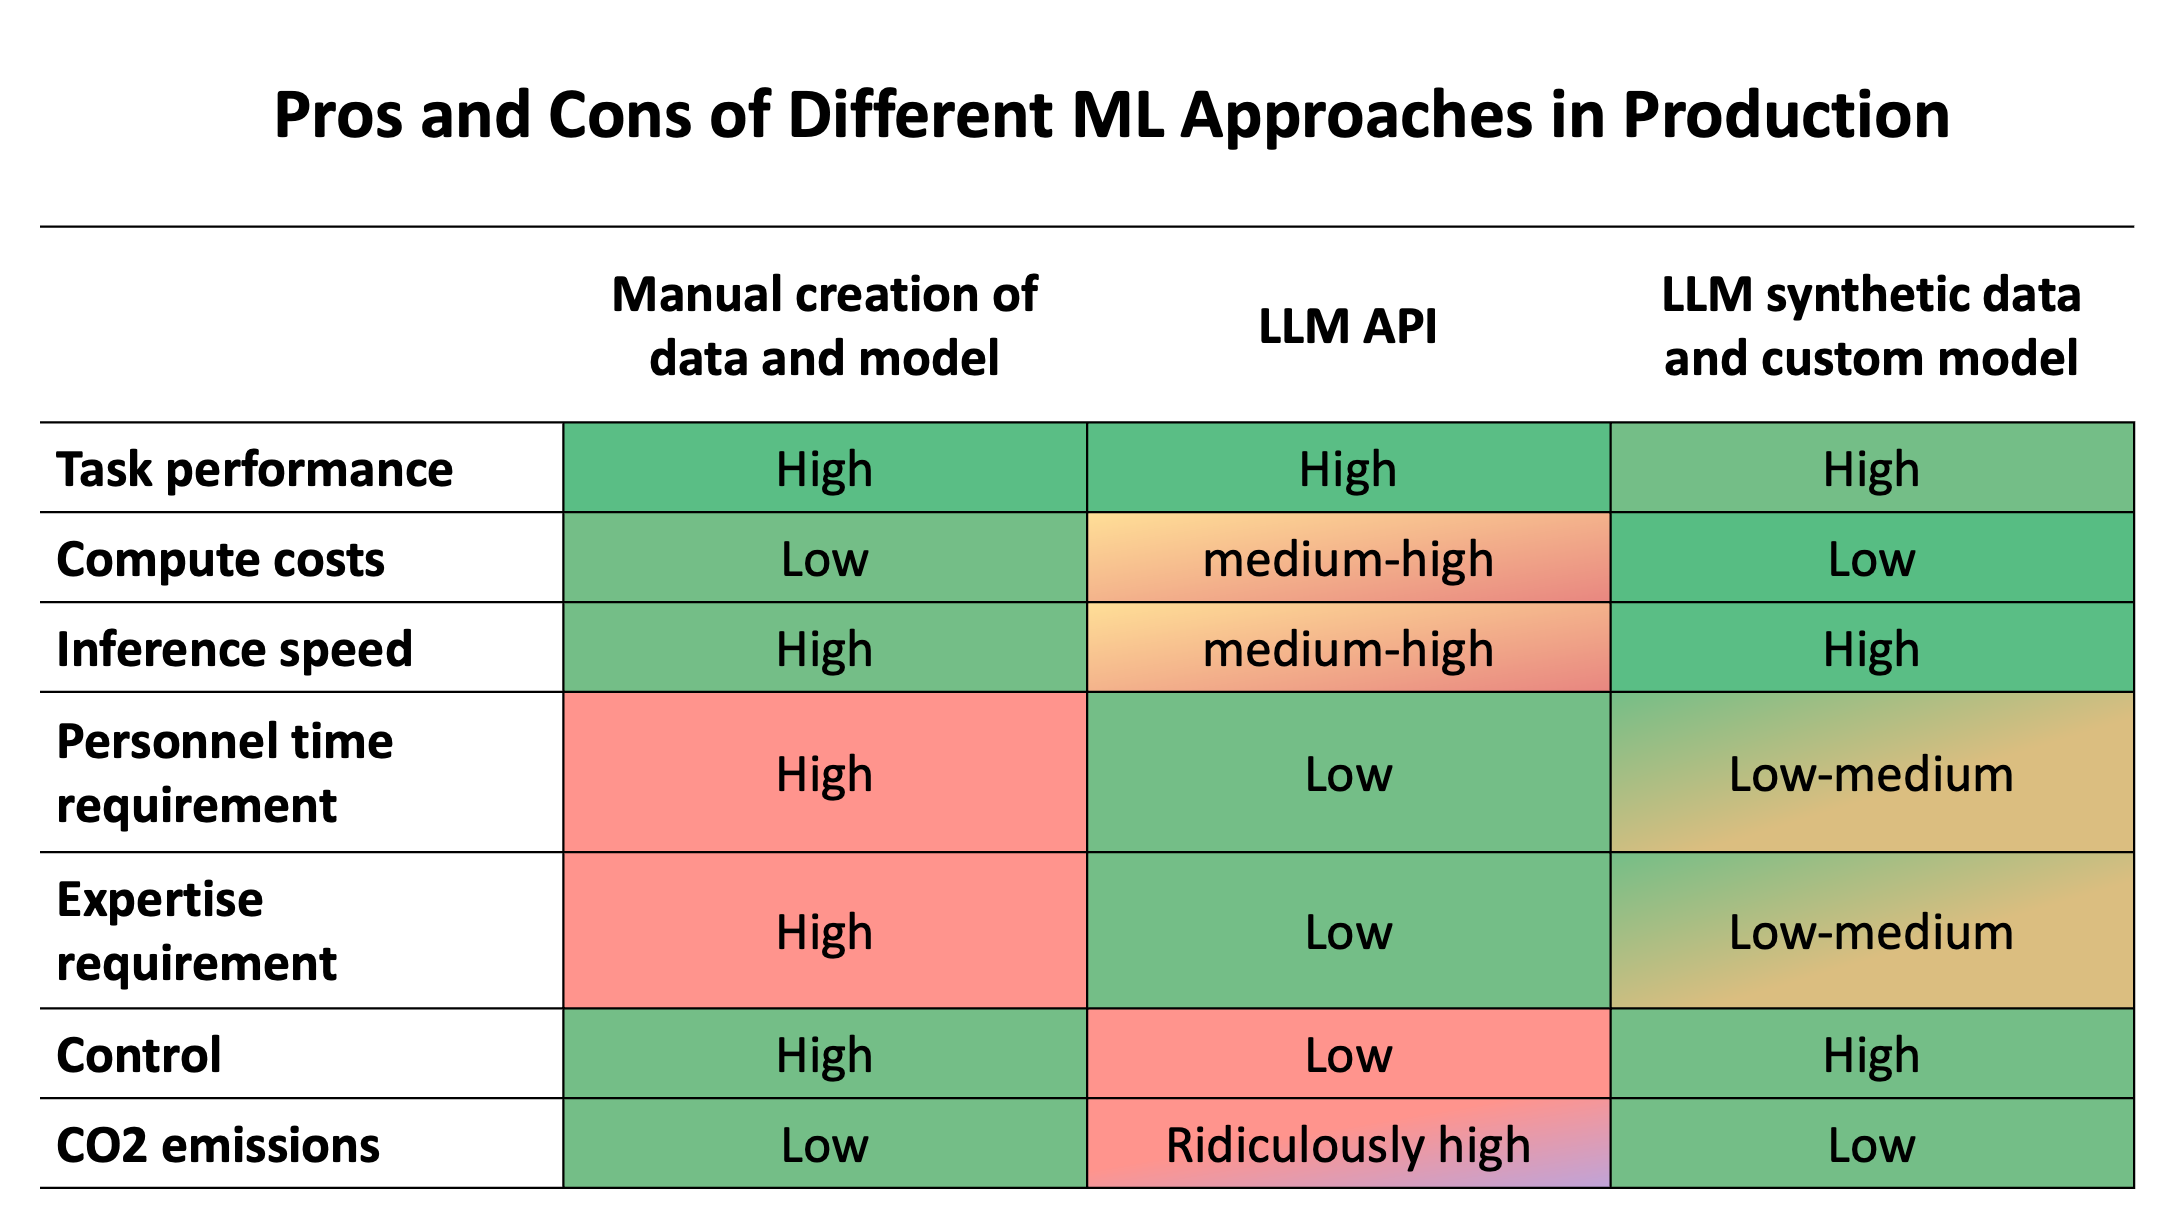 Pros and Cons of Different ML Approaches in Production
Manual creation of
data and model
LLM API
LLM synthetic data
and custom model
Task performance
High
High
High
Compute costs
Low
medium-high
Low
Inference speed
High
medium-high
High
Personnel time
requirement
High
Low
Low-medium
Expertise
requirement
High
Low
Low-medium
Control
High
Low
High
CO2 emissions
Low
Ridiculously high
Low